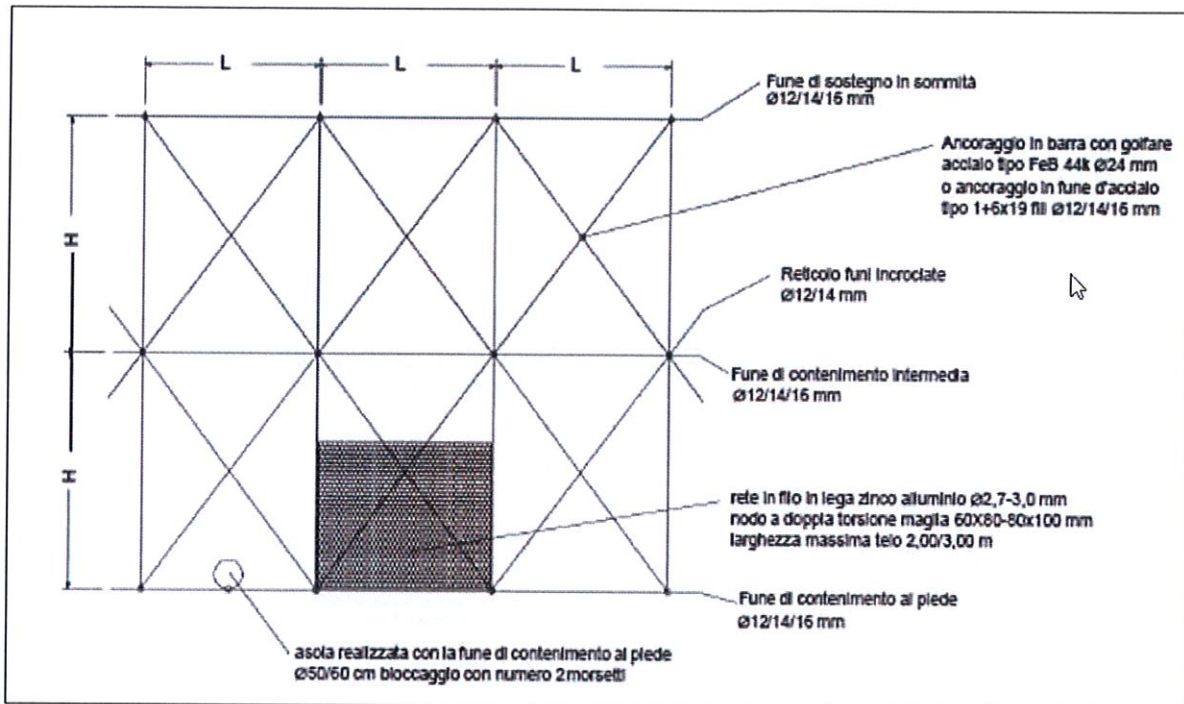 L L L
Fune di sostegno in sommità
Ø12/14/16 mm
Ancoraggio in barra con golfare
acciaio tipo FeB 44k Ø24 mm
o ancoraggio in fune d'acciaio
tipo 1+6x19 fili Ø12/14/16 mm
H
Reticolo funi incrociate
Ø12/14 mm
Fune di contenimento intermedia
Ø12/14/16 mm
H
rete in filo in lega zinco alluminio Ø2,7-3,0 mm
nodo a doppia torsione maglia 60X80-80x100 mm
larghezza massima telo 2,00/3,00 m
Fune di contenimento al piede
Ø12/14/16 mm
asola realizzata con la fune di contenimento al piede
Ø50/60 cm bloccaggio con numero 2morsetti